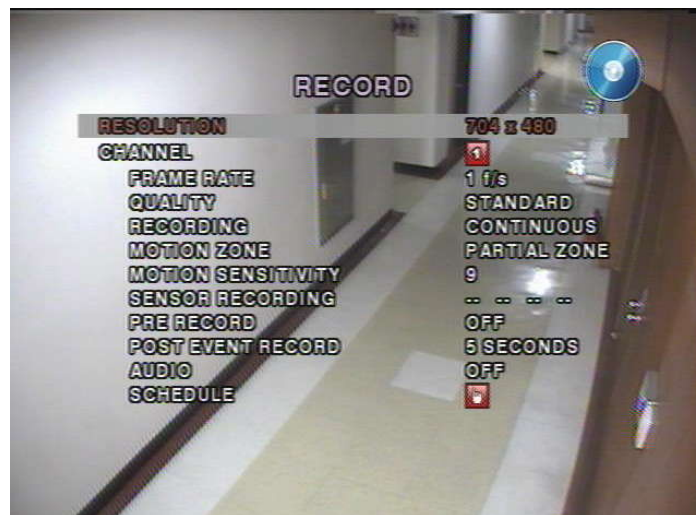 RECORD
RESOLUTION 704 x 480
CHANNEL 1
FRAME RATE 1 f/s
QUALITY STANDARD
RECORDING CONTINUOUS
MOTION ZONE PARTIAL ZONE
MOTION SENSITIVITY 9
SENSOR RECORDING -- -- -- --
PRE RECORD OFF
POST EVENT RECORD 5 SECONDS
AUDIO OFF
SCHEDULE